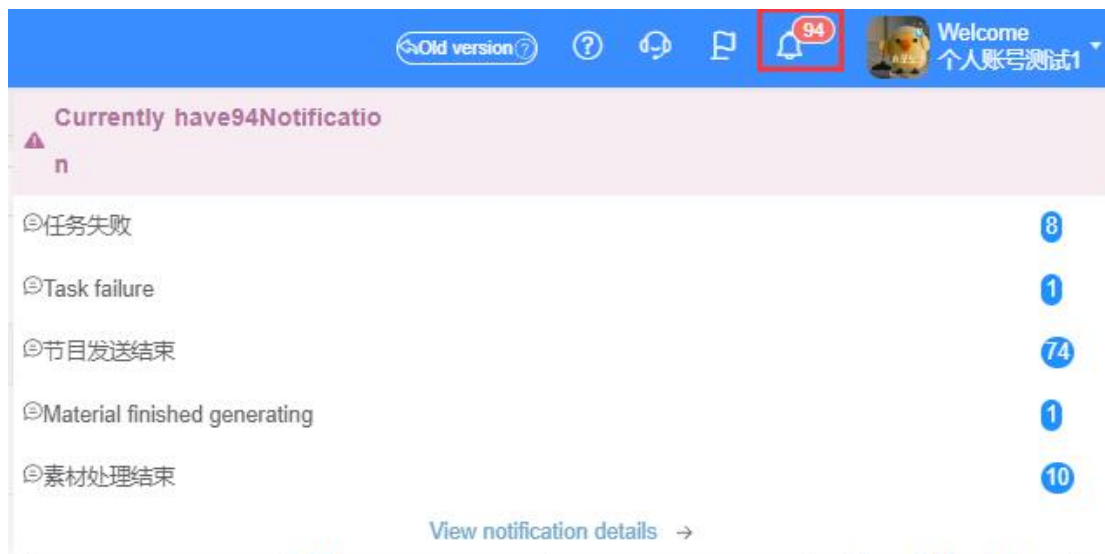 Old version
94
Welcome
个人账号测试1
Currently have94Notificatio
n
任务失败 8
Task failure 1
节目发送结束 74
Material finished generating 1
素材处理结束 10
View notification details →